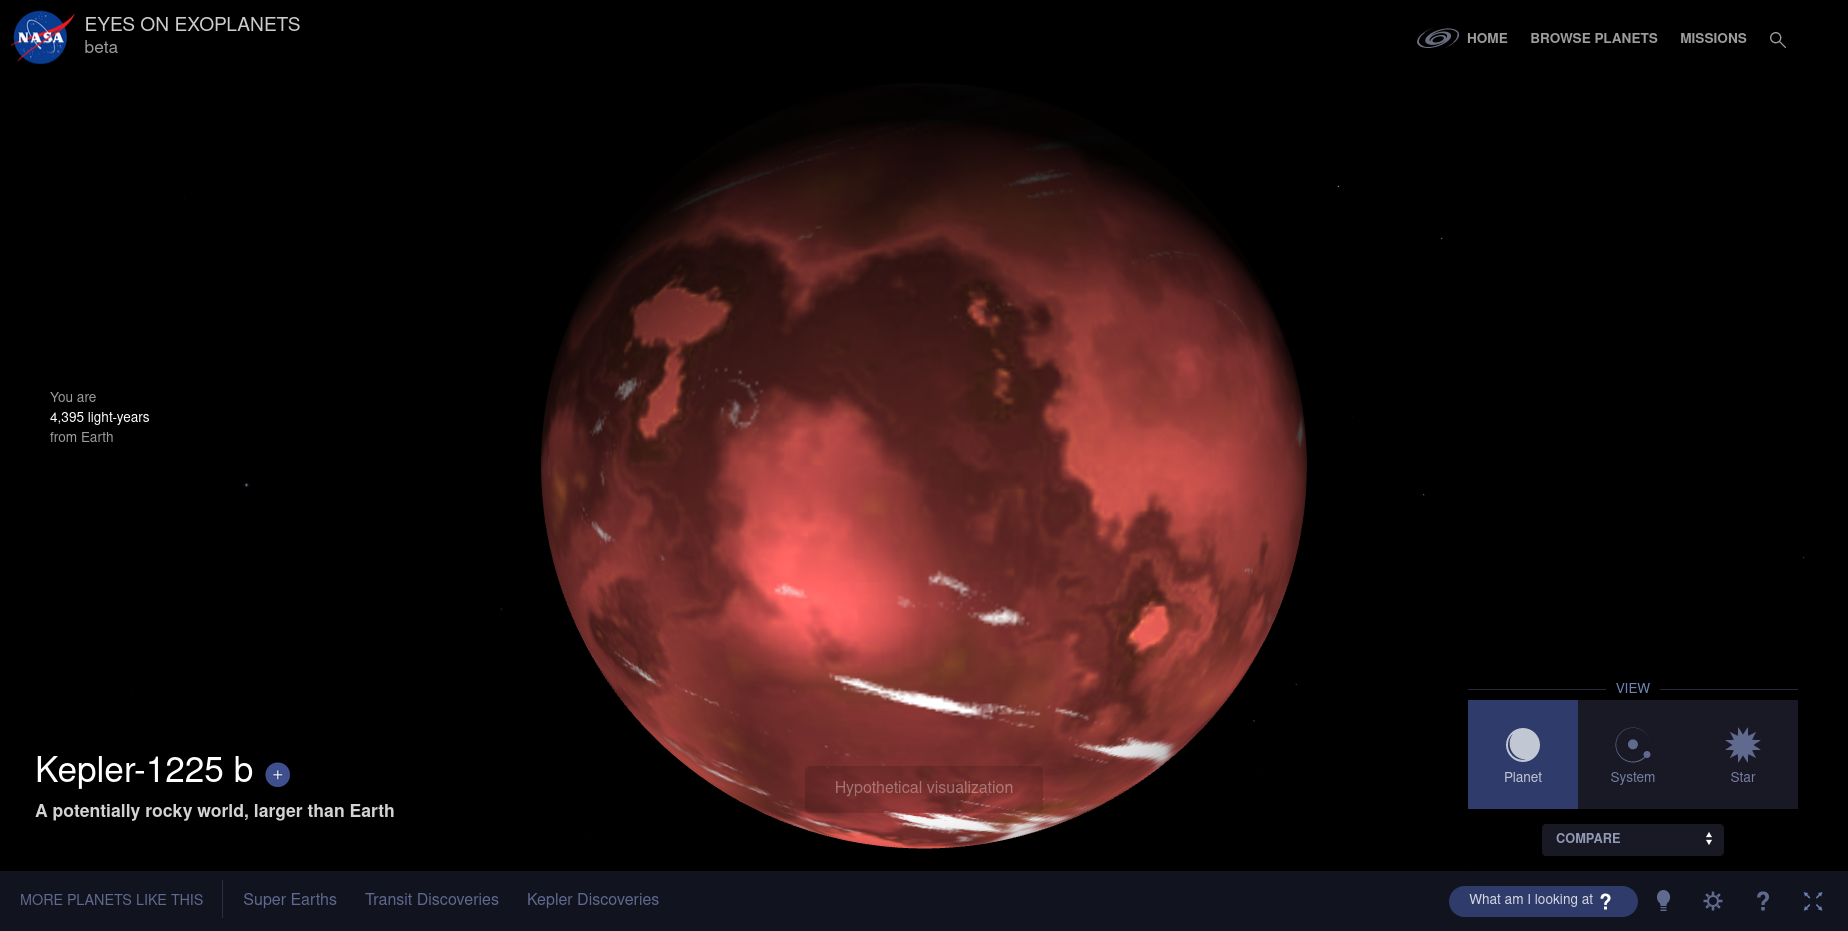 NASA
EYES ON EXOPLANETS
beta
HOME
BROWSE PLANETS
MISSIONS
You are
4,395 light-years
from Earth
Kepler-1225 b +
A potentially rocky world, larger than Earth
Hypothetical visualization
VIEW
Planet
System
Star
COMPARE
MORE PLANETS LIKE THIS
Super Earths
Transit Discoveries
Kepler Discoveries
What am I looking at ?
?